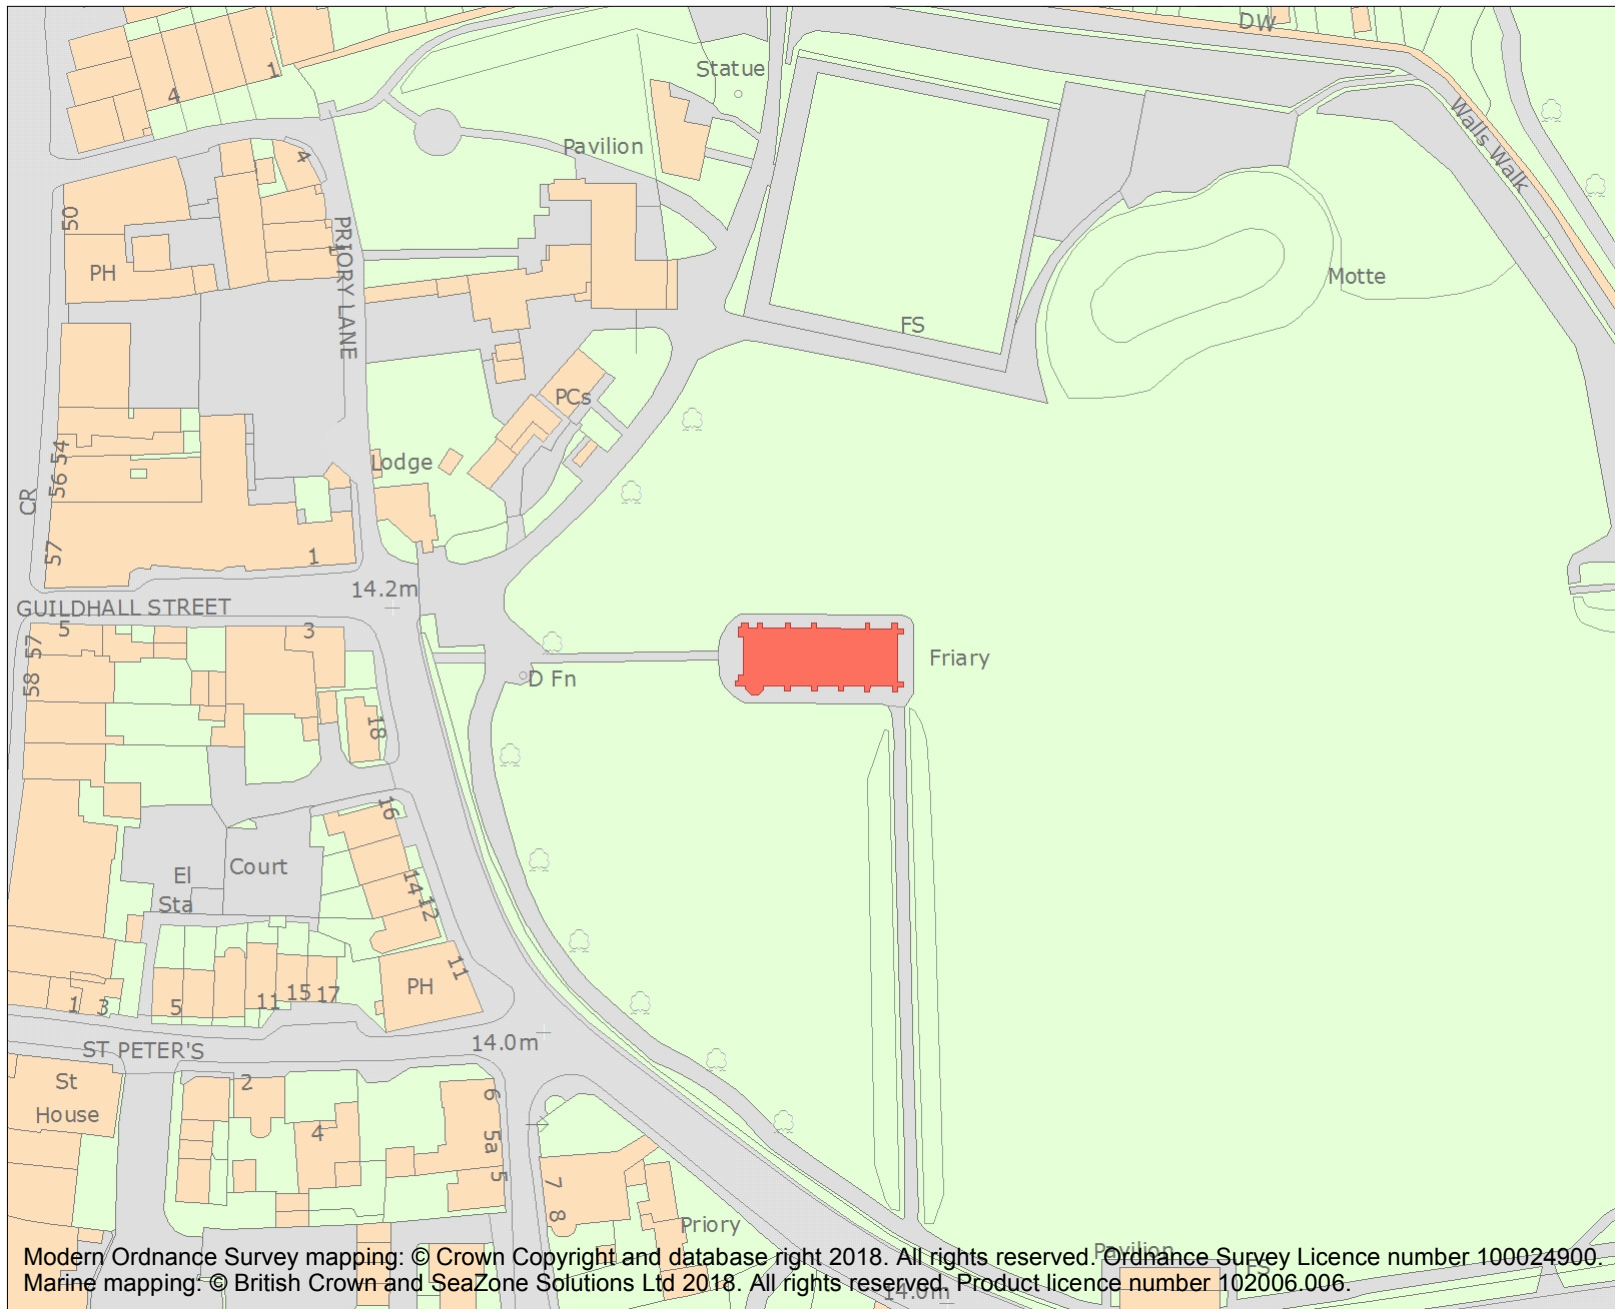 DW
Statue
1
4
Walls Walk
Pavilion
4
50
PRIORY LANE
1
PH
Motte
FS
PCs
54
56
Lodge
CR
57
1
14.2m
GUILDHALL STREET
5
3
57
58
Friary
D Fn
18
16
El
Sta
Court
14
12
11
PH
1
3
5
11
15
17
ST PETER'S
14.0m
St
House
2
4
6
5a
5
7
8
Priory
Pavilion
FS
14.0m
Modern Ordnance Survey mapping: © Crown Copyright and database right 2018. All rights reserved. Ordnance Survey Licence number 100024900.
Marine mapping: © British Crown and SeaZone Solutions Ltd 2018. All rights reserved. Product licence number 102006.006.